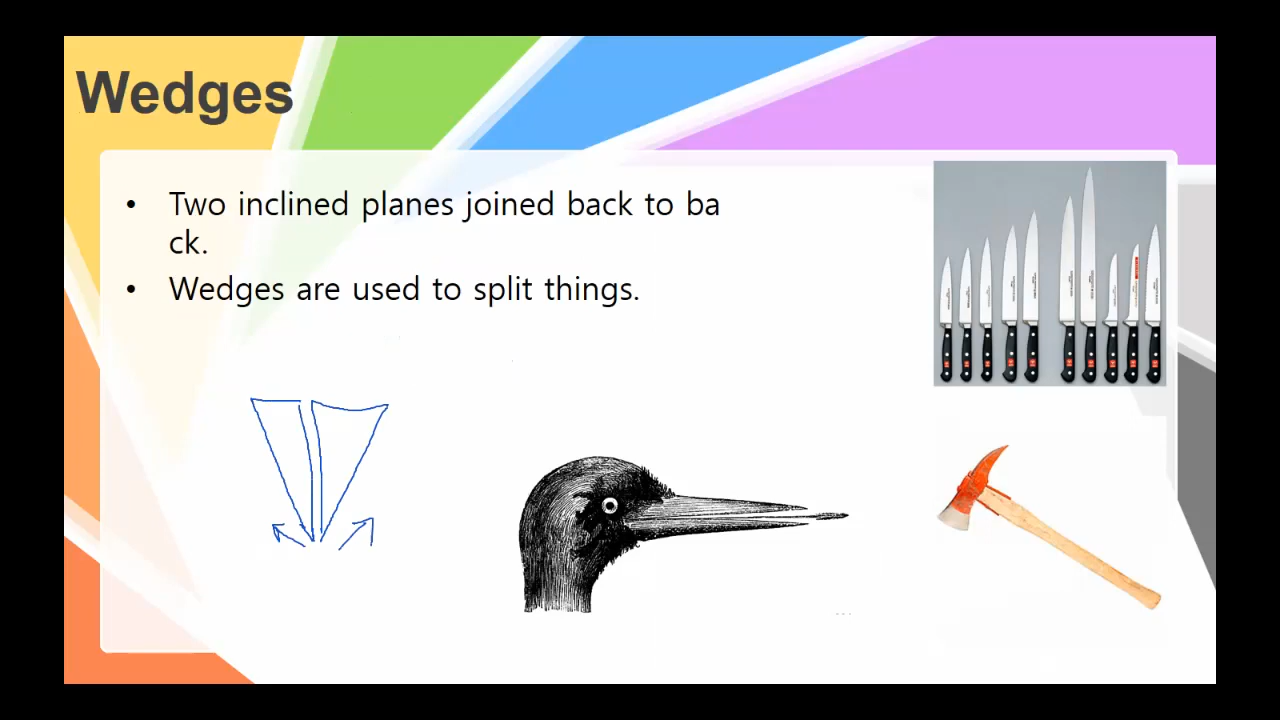 Wedges
• Two inclined planes joined back to ba
ck.
• Wedges are used to split things.